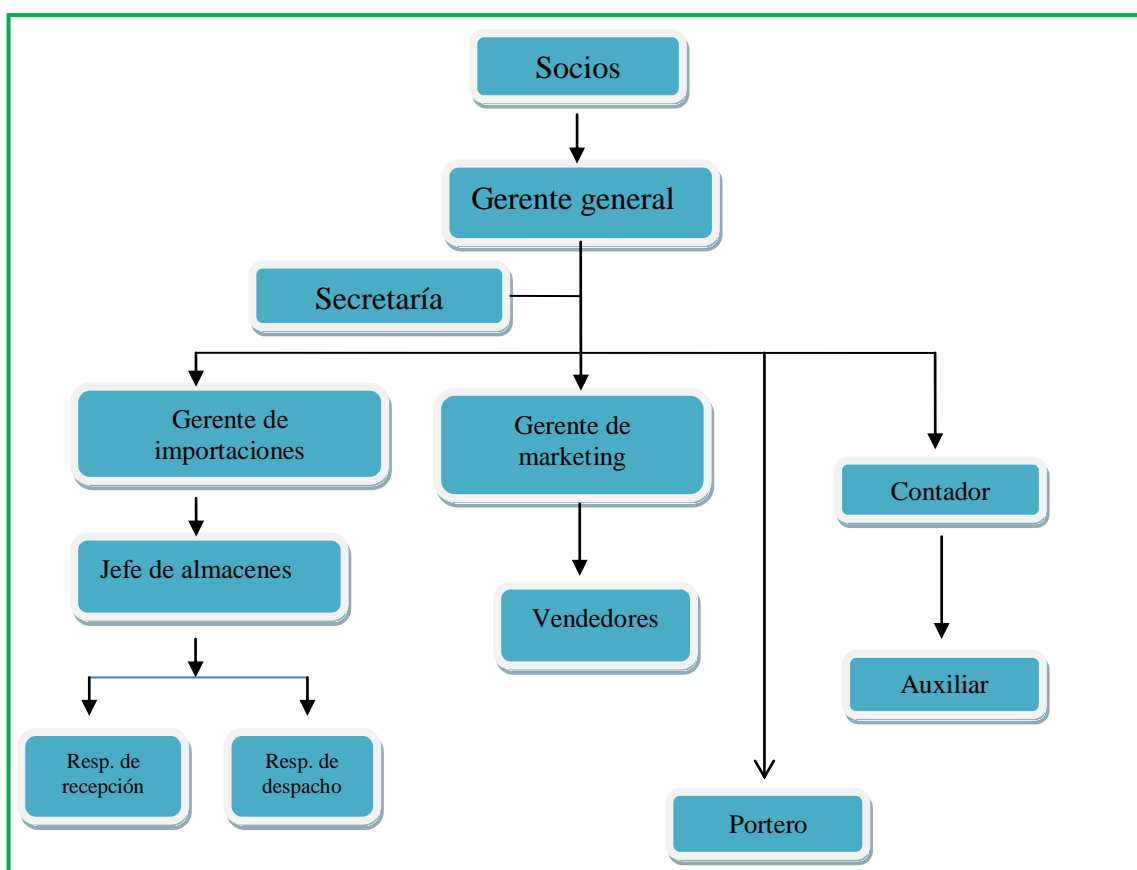 Socios
Gerente general
Secretaría
Gerente de
importaciones
Gerente de
marketing
Contador
Jefe de almacenes
Vendedores
Auxiliar
Resp. de
recepción
Resp. de
despacho
Portero